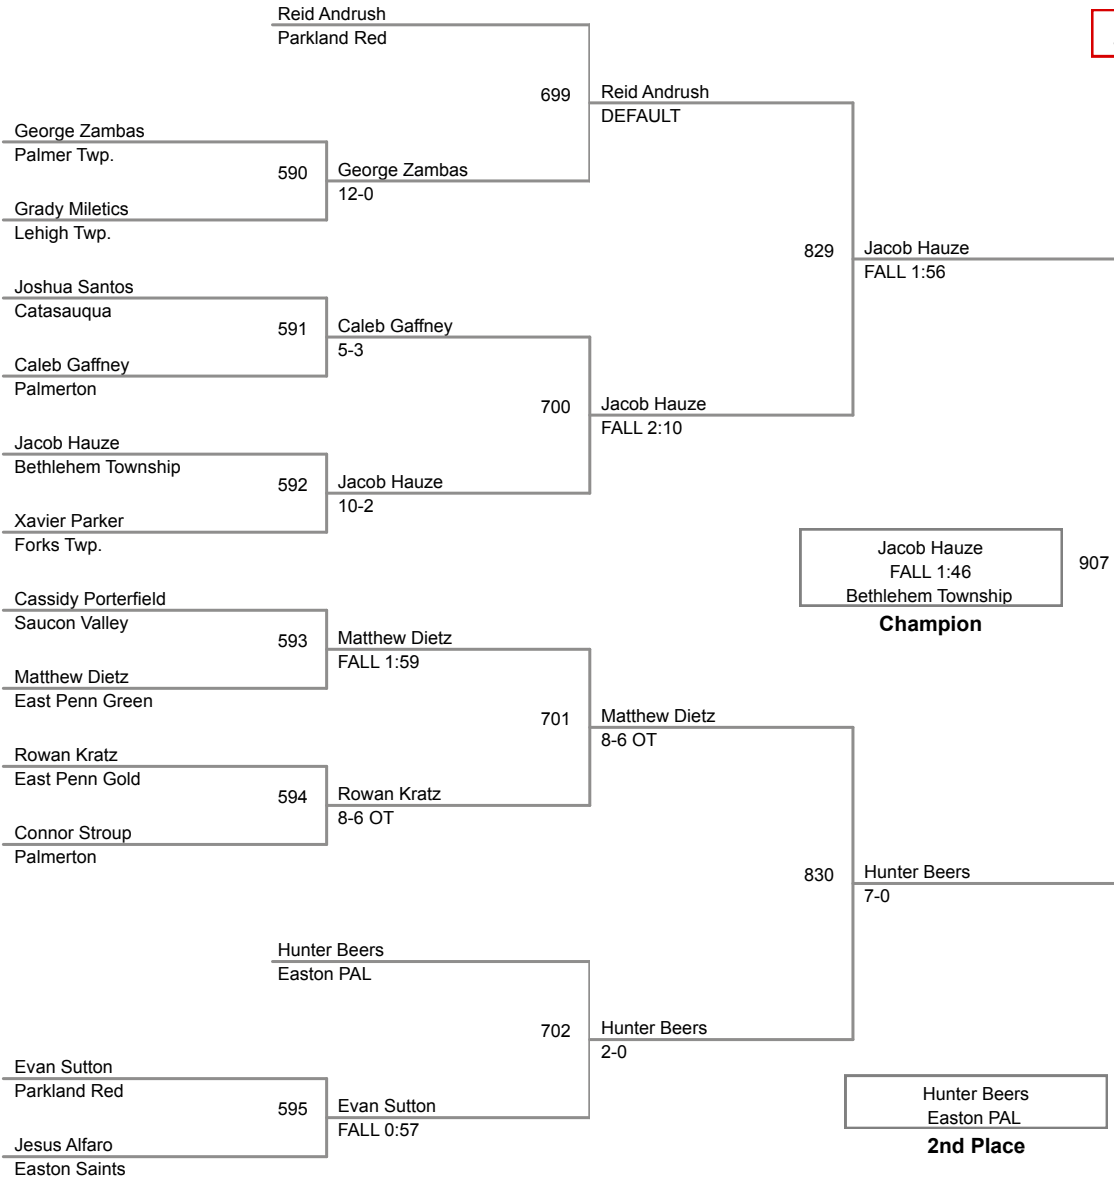 Reid Andrush
Parkland Red
699
Reid Andrush
DEFAULT
George Zambas
Palmer Twp.
590
George Zambas
12-0
Grady Miletics
Lehigh Twp.
829
Jacob Hauze
FALL 1:56
Joshua Santos
Catasauqua
591
Caleb Gaffney
5-3
Caleb Gaffney
Palmerton
700
Jacob Hauze
FALL 2:10
Jacob Hauze
Bethlehem Township
592
Jacob Hauze
10-2
Xavier Parker
Forks Twp.
Jacob Hauze
FALL 1:46
Bethlehem Township
907
Champion
Cassidy Porterfield
Saucon Valley
593
Matthew Dietz
FALL 1:59
Matthew Dietz
East Penn Green
701
Matthew Dietz
8-6 OT
Rowan Kratz
East Penn Gold
594
Rowan Kratz
8-6 OT
Connor Stroup
Palmerton
830
Hunter Beers
7-0
Hunter Beers
Easton PAL
702
Hunter Beers
2-0
Evan Sutton
Parkland Red
595
Evan Sutton
FALL 0:57
Jesus Alfaro
Easton Saints
Hunter Beers
Easton PAL
2nd Place